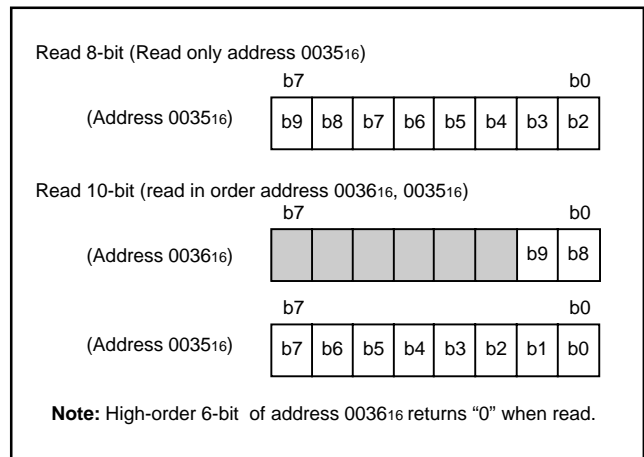 Read 8-bit (Read only address 003516)
b7 b0
(Address 003516) b9 b8 b7 b6 b5 b4 b3 b2
Read 10-bit (read in order address 003616, 003516)
b7 b0
(Address 003616) b9 b8
b7 b0
(Address 003516) b7 b6 b5 b4 b3 b2 b1 b0
Note: High-order 6-bit of address 003616 returns “0” when read.